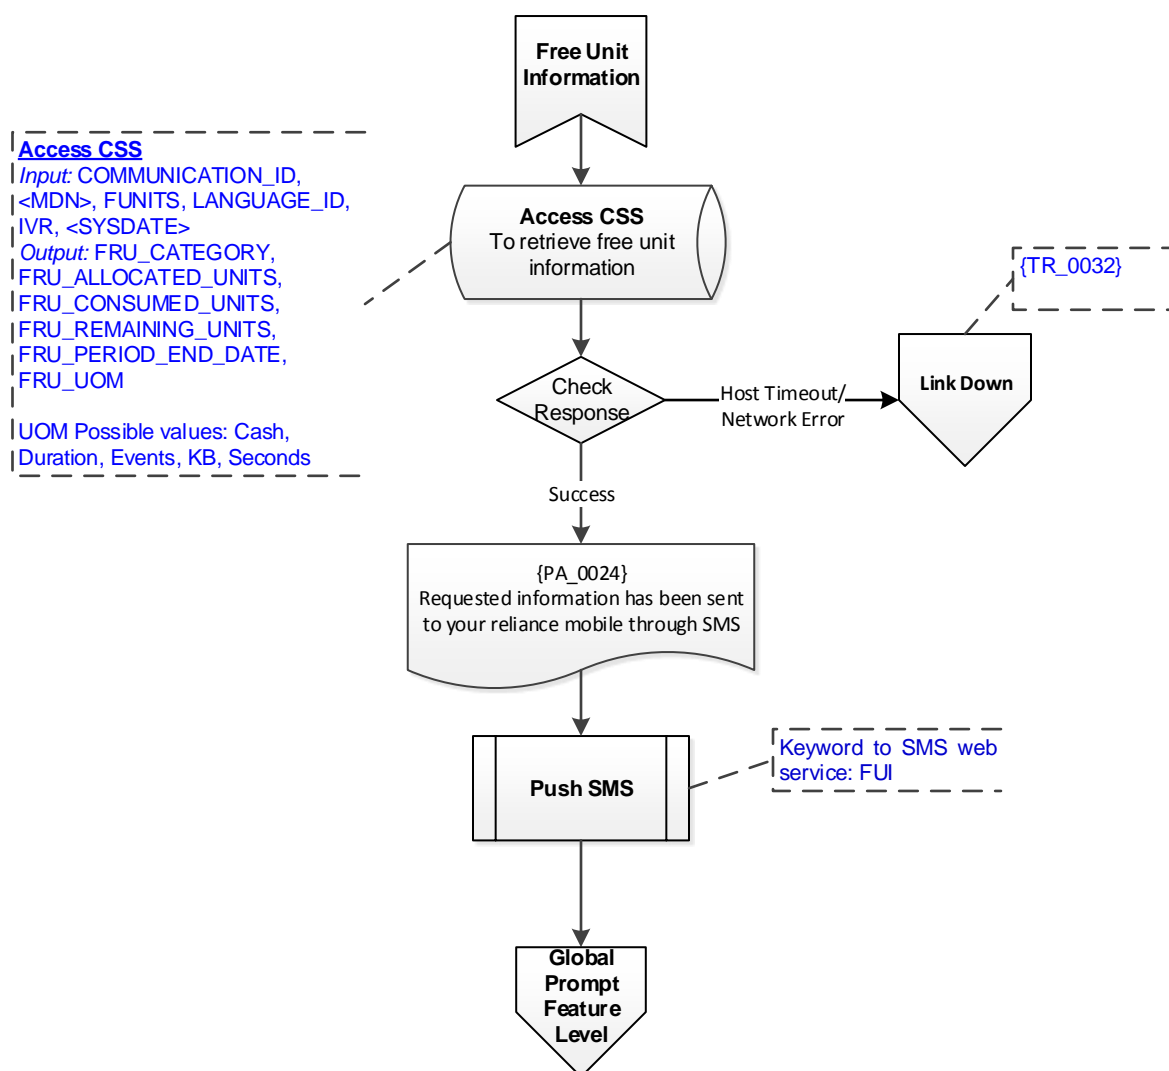 Free Unit
Information
Access CSS
Input: COMMUNICATION_ID,
<MDN>, FUNITS, LANGUAGE_ID,
IVR, <SYSDATE>
Output: FRU_CATEGORY,
FRU_ALLOCATED_UNITS,
FRU_CONSUMED_UNITS,
FRU_REMAINING_UNITS,
FRU_PERIOD_END_DATE,
FRU_UOM
UOM Possible values: Cash,
Duration, Events, KB, Seconds
Access CSS
To retrieve free unit
information
{TR_0032}
Check
Response
Host Timeout/
Network Error
Link Down
Success
{PA_0024}
Requested information has been sent
to your reliance mobile through SMS
Push SMS
Keyword to SMS web
service: FUI
Global
Prompt
Feature
Level